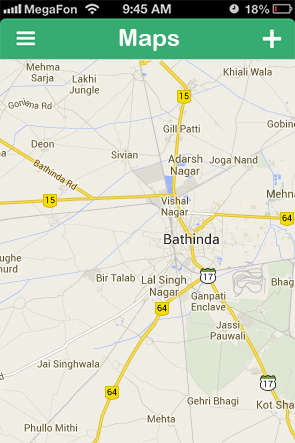 MegaFon 9:45 AM 18%
Maps
Mehma
Sarja
Lakhi
Jungle
Khiali Wala
15
Goniana Rd
Gill Patti
Gobind
Deon
Sivian
Adarsh
Nagar
Joga Nand
Bathinda Rd
15
Vishal
Nagar
Mehna
64
Bathinda
ughe
hurd
Bir Talab
Lal Singh
Nagar
17
Bhag
Ganpati
Enclave
64
Jassi
Pauwali
Jai Singhwala
64
17
Gehri Bhagi
Kot Sha
Phullo Mithi
Mehta